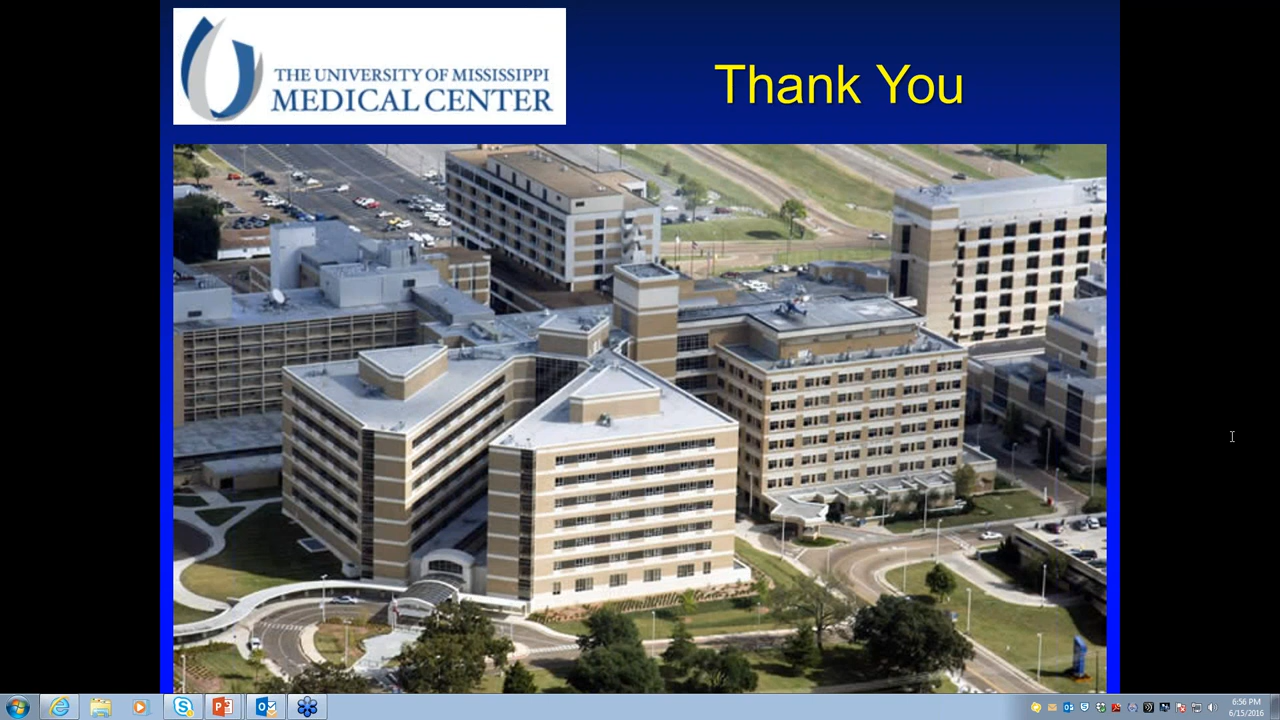 THE UNIVERSITY OF MISSISSIPPI
MEDICAL CENTER
Thank You
6:56 PM
6/15/2016